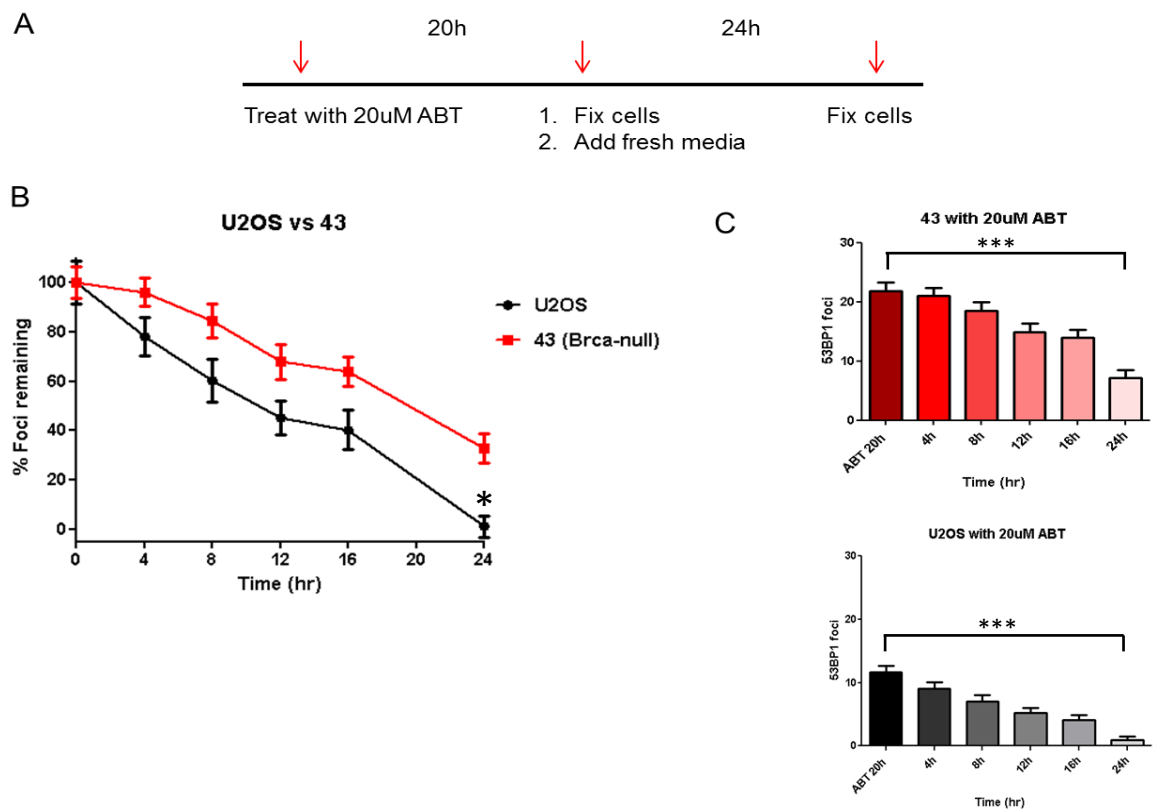 A
20h
24h
Treat with 20uM ABT
1. Fix cells
2. Add fresh media
Fix cells
B
U2OS vs 43
% Foci remaining
100
80
60
40
20
0
0 4 8 12 16 20 24
Time (hr)
*
U2OS
43 (Brca-null)
C
43 with 20uM ABT
***
53BP1 foci
30
20
10
0
ABT 20h 4h 8h 12h 16h 24h
Time (hr)
U2OS with 20uM ABT
***
53BP1 foci
30
20
10
0
ABT 20h 4h 8h 12h 16h 24h
Time (hr)